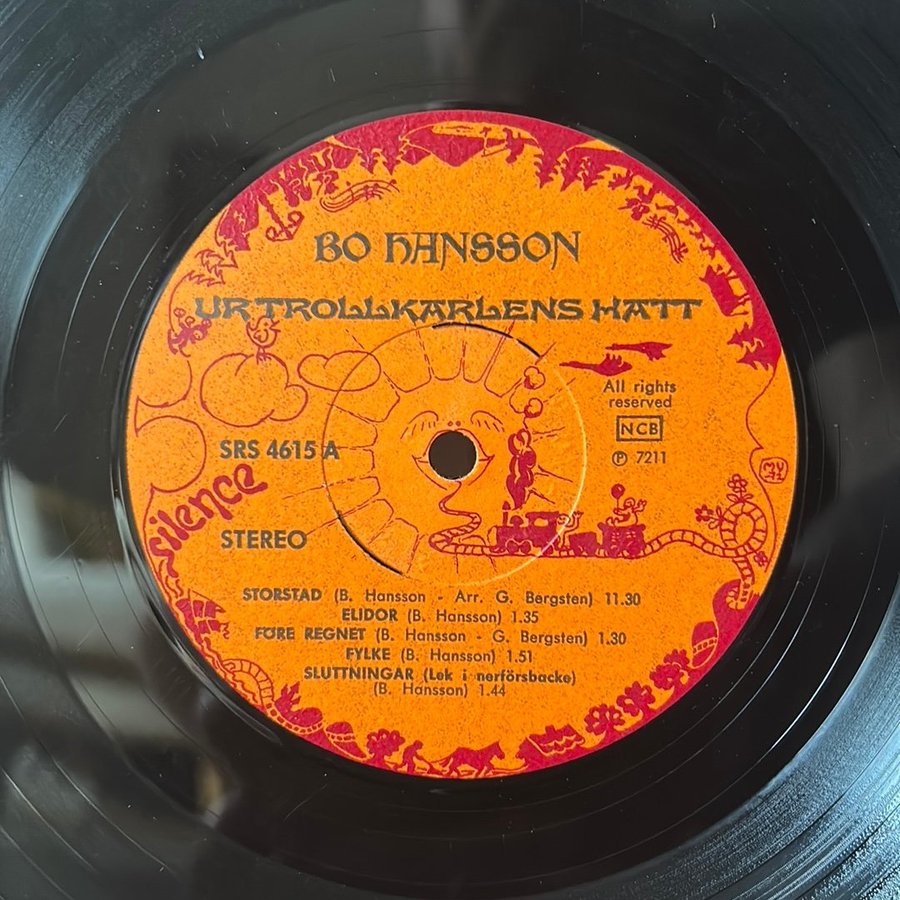 BO HANSSON
UR TROLLKARLENS HATT
All rights
reserved
NCB
℗ 7211
SRS 4615 A
silence
STEREO
STORSTAD (B. Hansson - Arr. G. Bergsten) 11.30
ELIDOR (B. Hansson) 1.35
FÖRE REGNET (B. Hansson - G. Bergsten) 1.30
FYLKE (B. Hansson) 1.51
SLUTTNINGAR (Lek i nerförsbacke)
(B. Hansson) 1.44